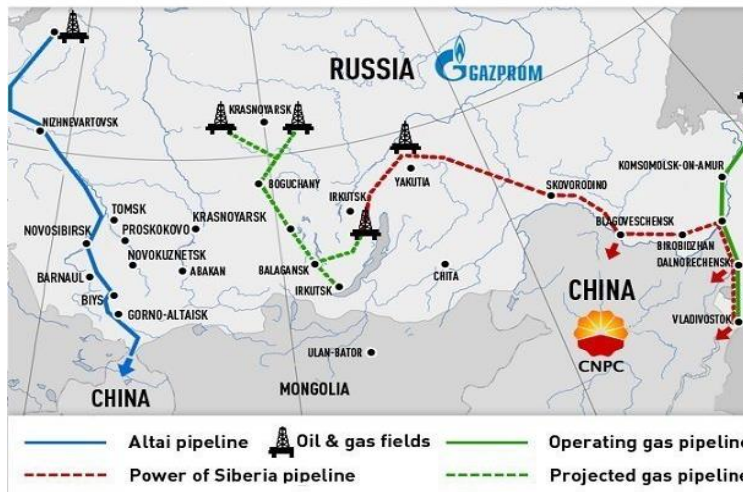 RUSSIA
GAZPROM
KRASNOYARSK
NIZHNEVARTOVSK
KOMSOMOLSK-ON-AMUR
YAKUTIA
BOGUCHANY
SKOVORODINO
TOMSK
IRKUTSK
KRASNOYARSK
PROSKOKOVO
NOVOSIBIRSK
BLAGOVESCHENSK
BIROBIDZHAN
NOVOKUZNETSK
ABAKAN
BALAGANSK
CHITA
DALNORECHENSK
BARNAUL
IRKUTSK
CHINA
BIYS
GORNO-ALTAISK
VLADIVOSTOK
ULAN-BATOR
CNPC
MONGOLIA
CHINA
Altai pipeline
Oil & gas fields
Operating gas pipeline
Power of Siberia pipeline
Projected gas pipeline